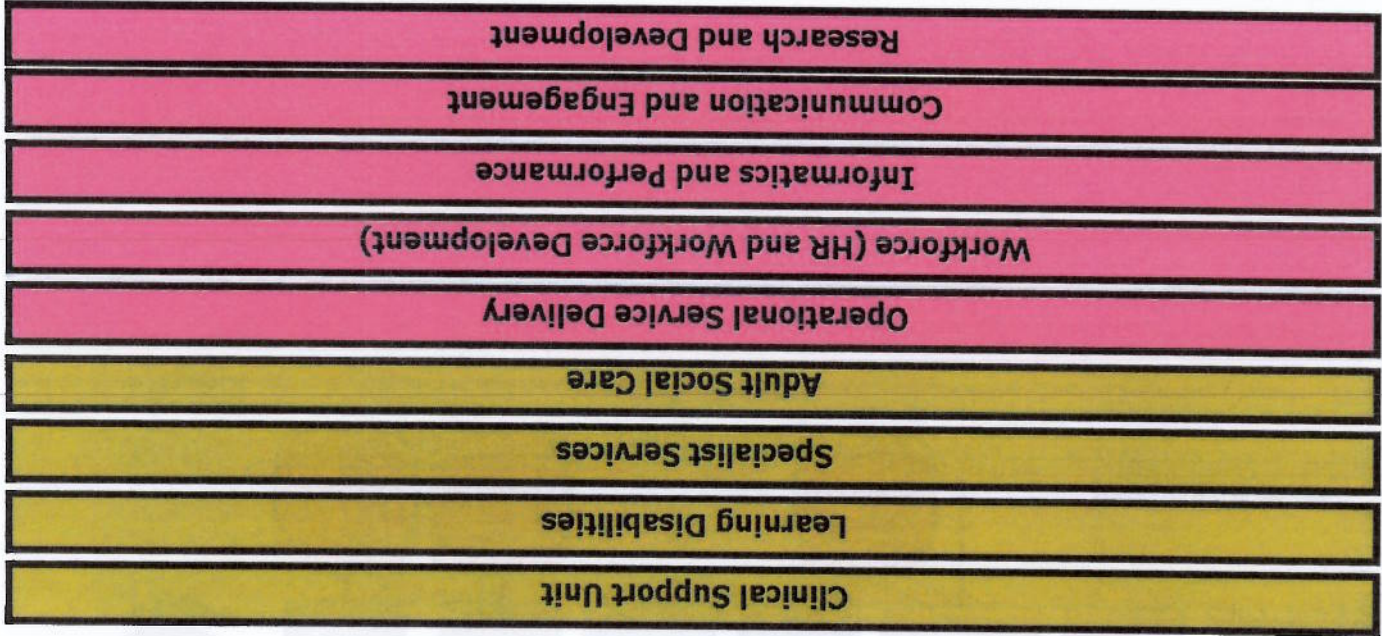 Clinical Support Unit
Learning Disabilities
Specialist Services
Adult Social Care
Operational Service Delivery
Workforce (HR and Workforce Development)
Informatics and Performance
Communication and Engagement
Research and Development